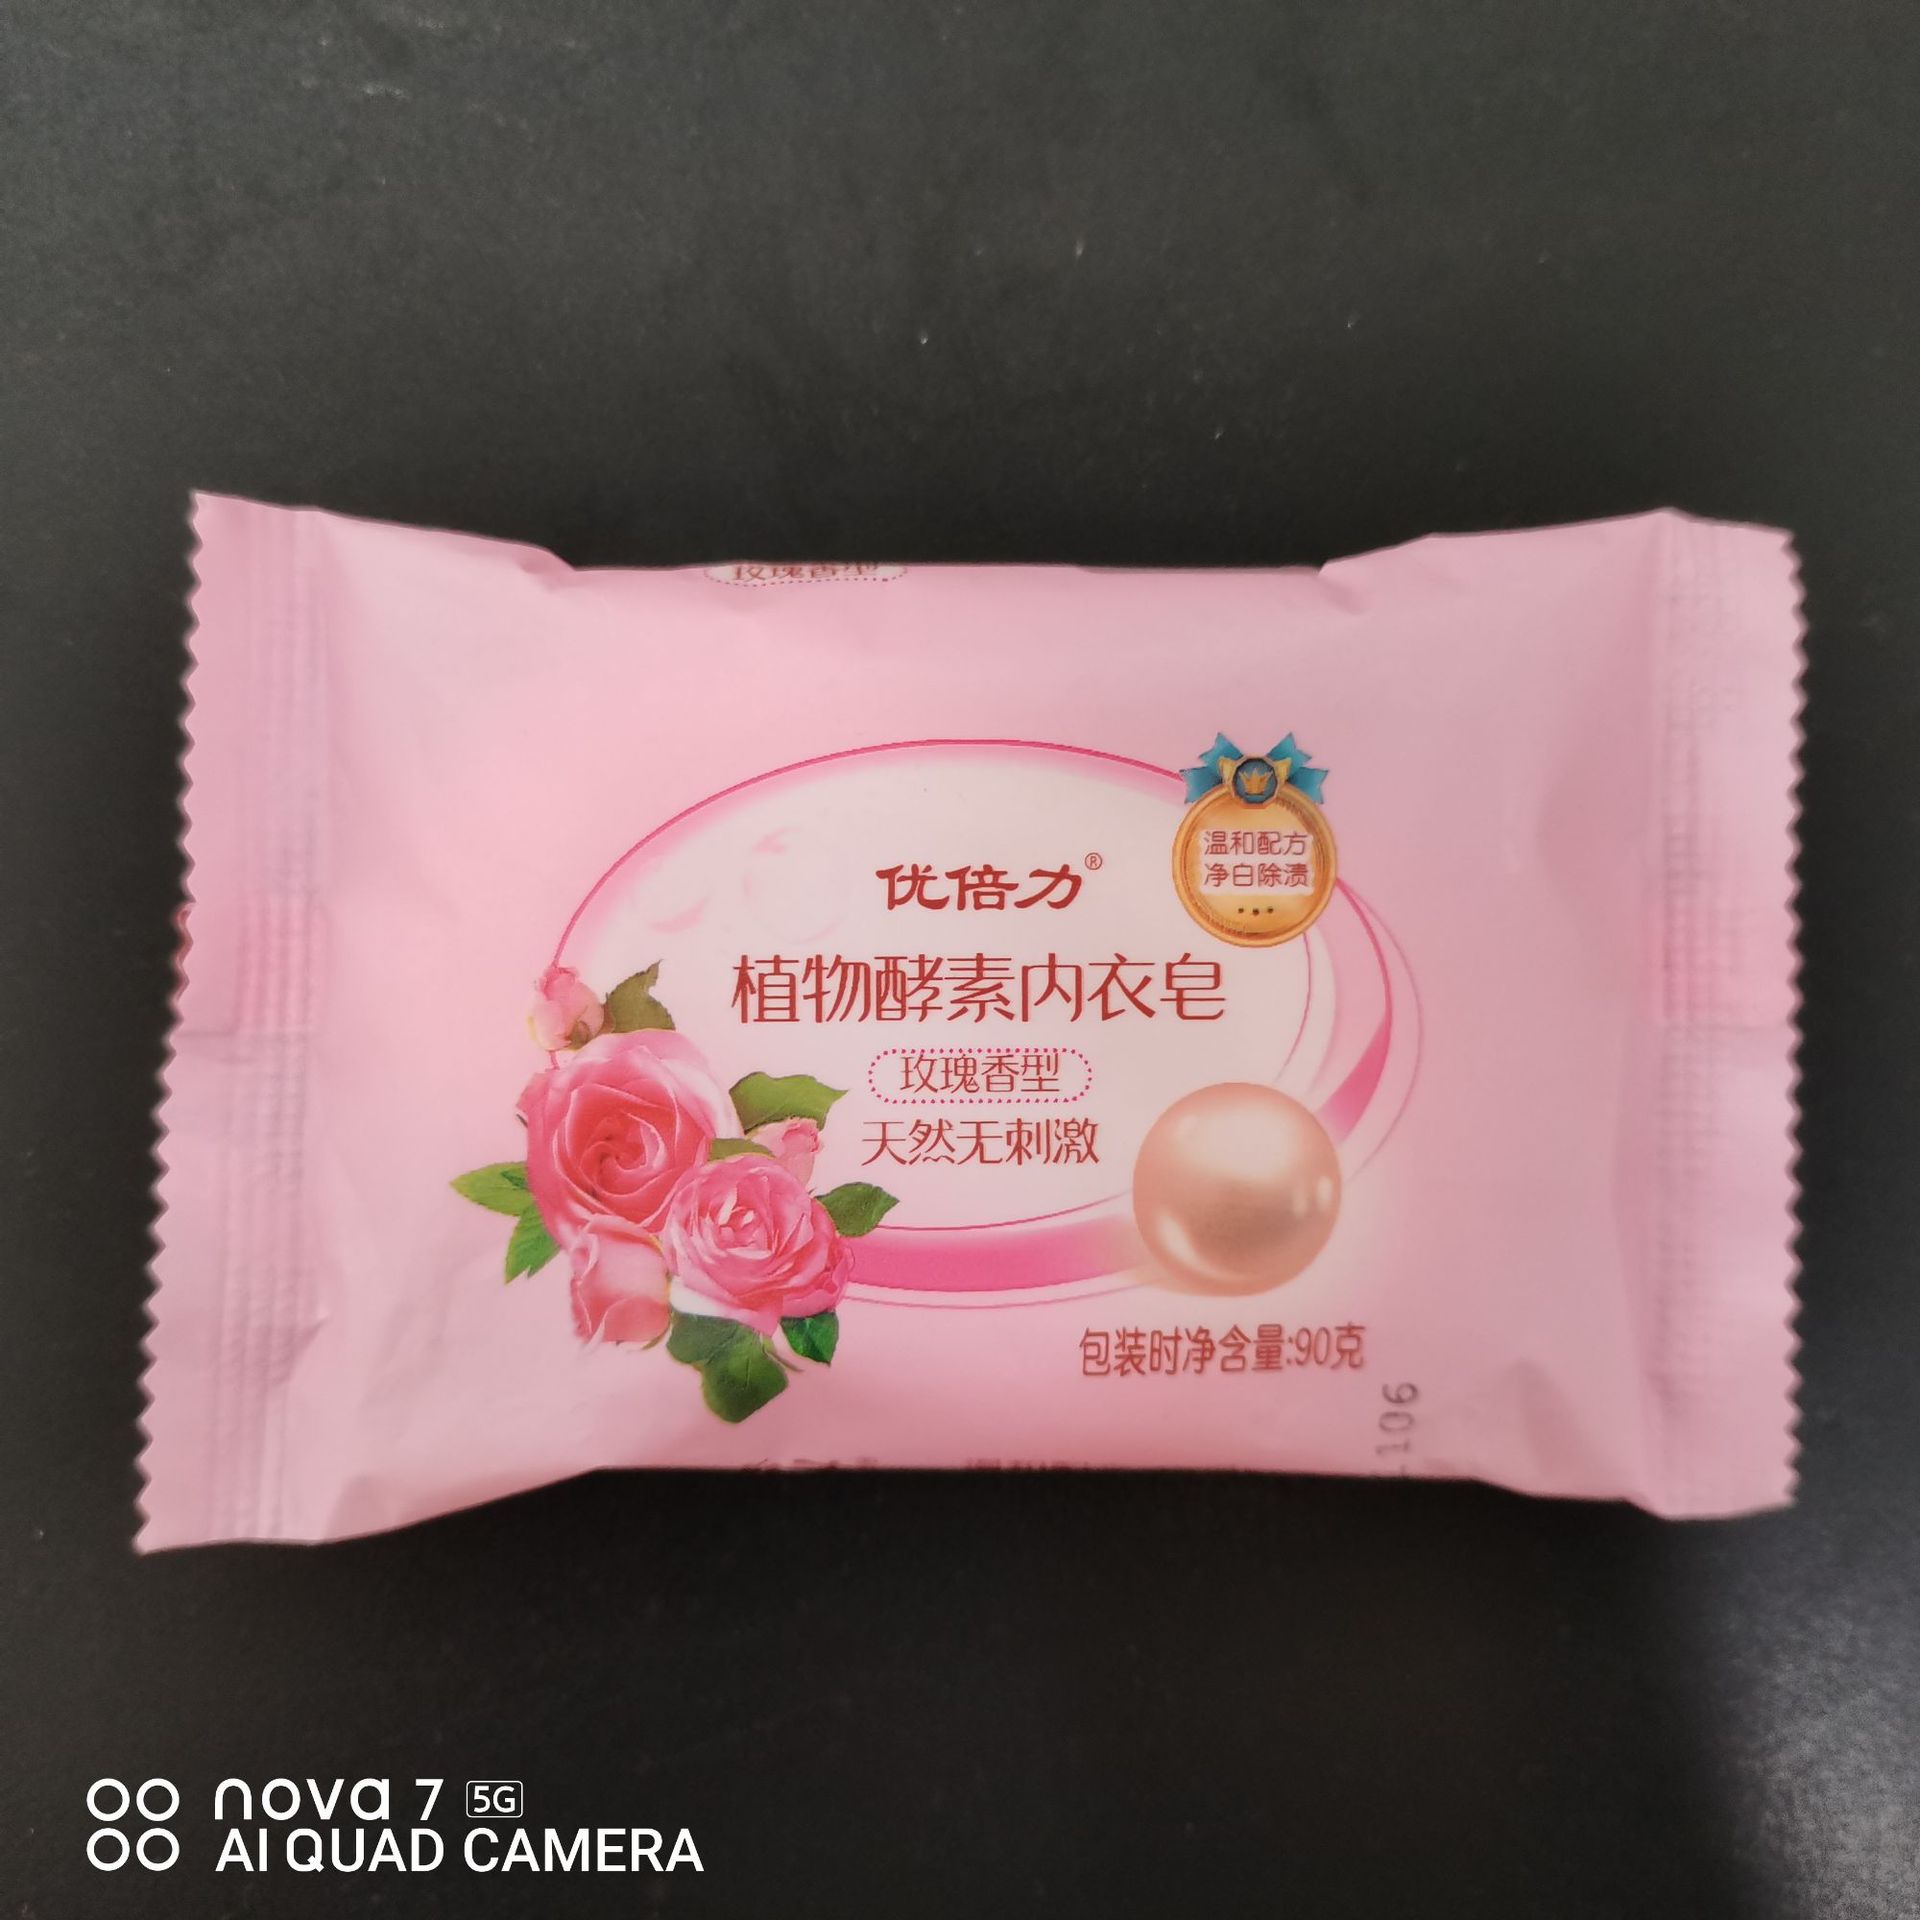 玫瑰香型
温和配方
净白除渍
优倍力®
植物酵素内衣皂
玫瑰香型
天然无刺激
包装时净含量:90克
106
nova 7 5G
AI QUAD CAMERA